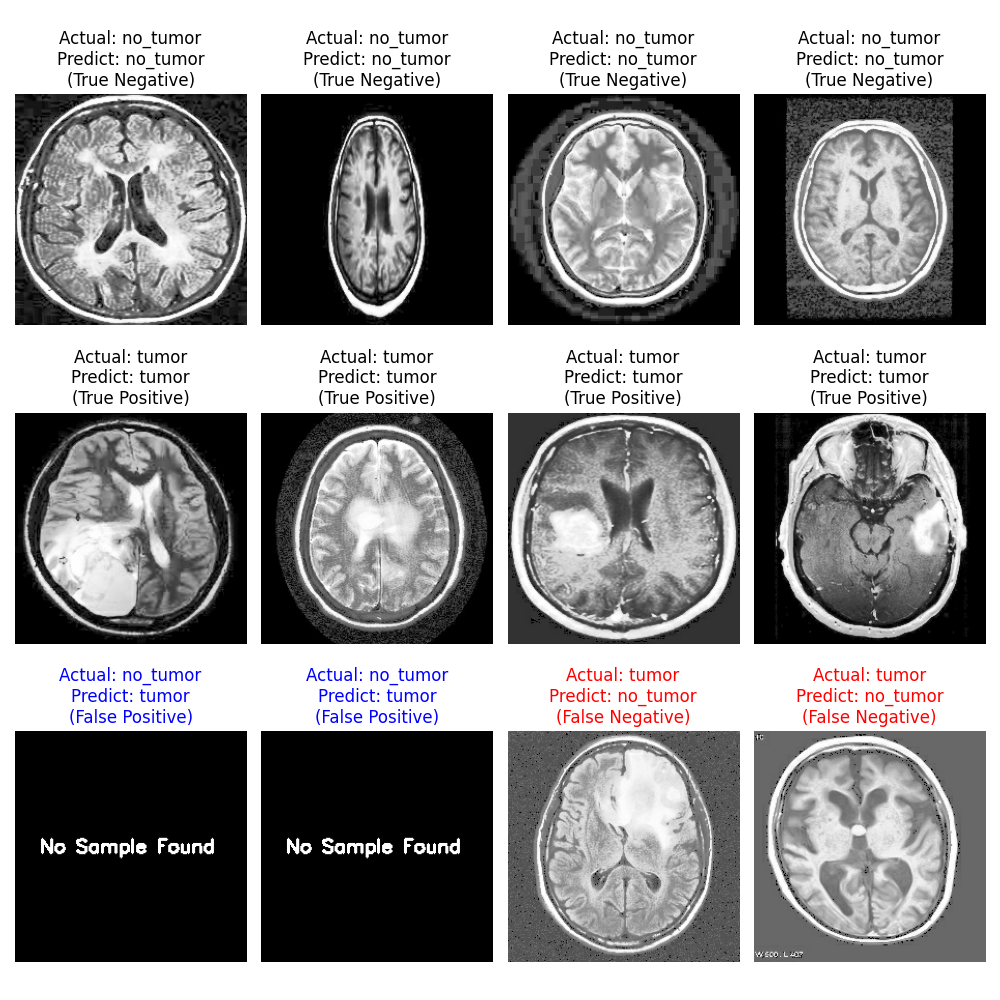 Actual: no_tumor
Predict: no_tumor
(True Negative)
Actual: no_tumor
Predict: no_tumor
(True Negative)
Actual: no_tumor
Predict: no_tumor
(True Negative)
Actual: no_tumor
Predict: no_tumor
(True Negative)
Actual: tumor
Predict: tumor
(True Positive)
Actual: tumor
Predict: tumor
(True Positive)
Actual: tumor
Predict: tumor
(True Positive)
Actual: tumor
Predict: tumor
(True Positive)
Actual: no_tumor
Predict: tumor
(False Positive)
No Sample Found
Actual: no_tumor
Predict: tumor
(False Positive)
No Sample Found
Actual: tumor
Predict: no_tumor
(False Negative)
Actual: tumor
Predict: no_tumor
(False Negative)